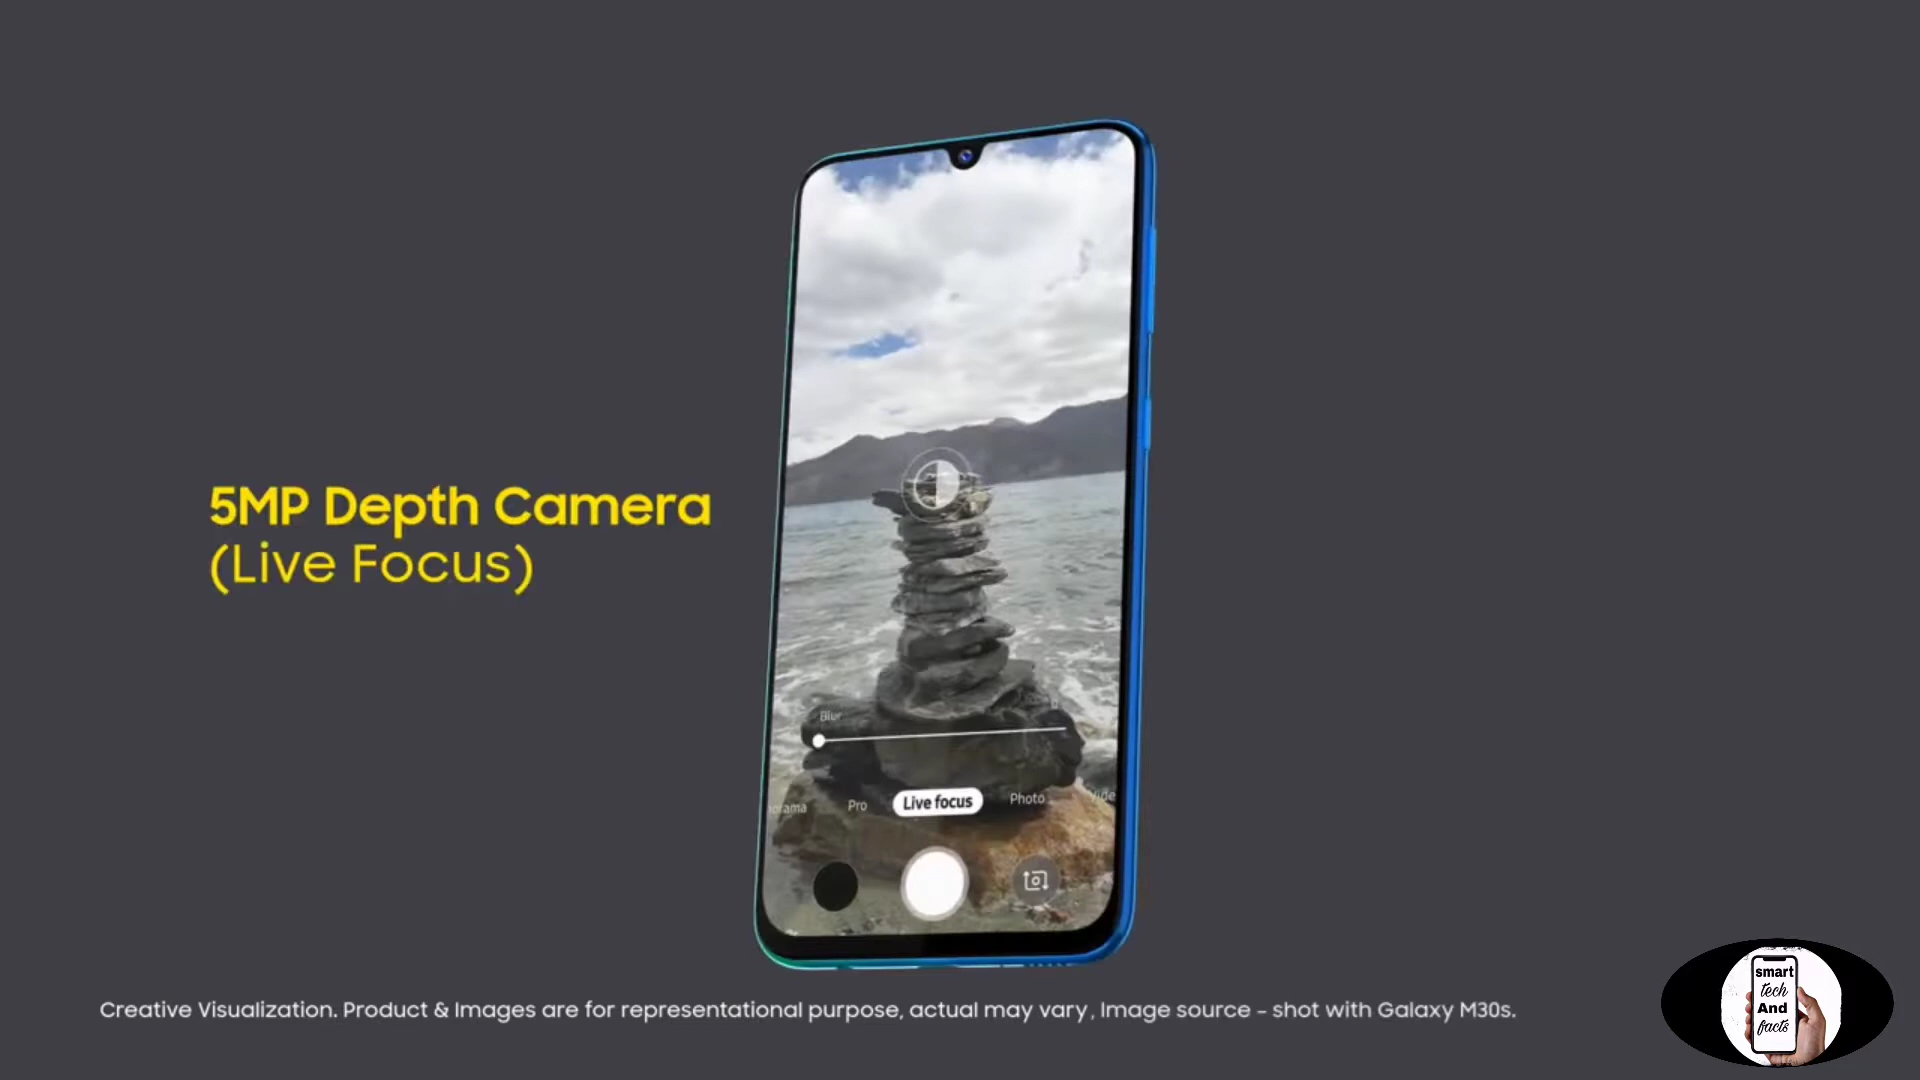 5MP Depth Camera
(Live Focus)
Blur
Pro
Live focus
Photo
Creative Visualization. Product & Images are for representational purpose, actual may vary, Image source - shot with Galaxy M30s.
smart
tech
And
facts